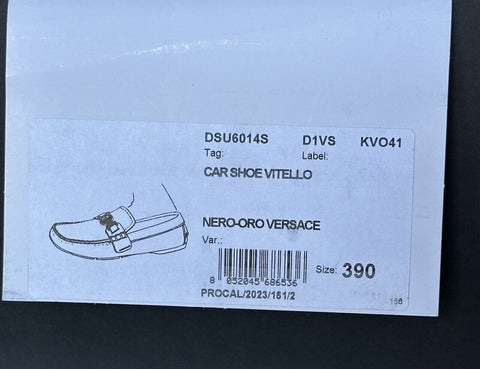 DSU6014S D1VS KVO41
Tag: Label:
CAR SHOE VITELLO
NERO-ORO VERSACE
Var.:
Size: 390
8 052045 686536
PROCAL/2023/151/2
156